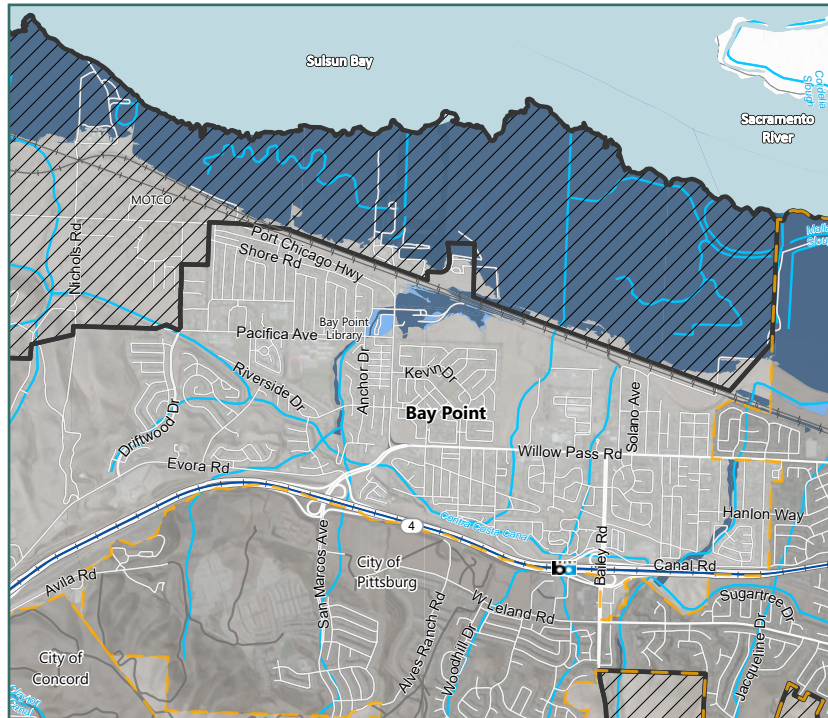 Suisun Bay
Cordelia
Slough
Sacramento
River
MOTCO
Nichols Rd
Port Chicago Hwy
Shore Rd
Bay Point
Library
Pacifica Ave
Anchor Dr
Kevin Dr
Riverside Dr
Bay Point
Solano Ave
Driftwood Dr
Willow Pass Rd
Evora Rd
Hanlon Way
4
Contra Costa Canal
San Marcos Ave
City of
Pittsburg
Bailey Rd
Canal Rd
Avila Rd
Alves Ranch Rd
W Leland Rd
Sugartree Dr
Woodhill Dr
Jacqueline Dr
City of
Concord
Canal